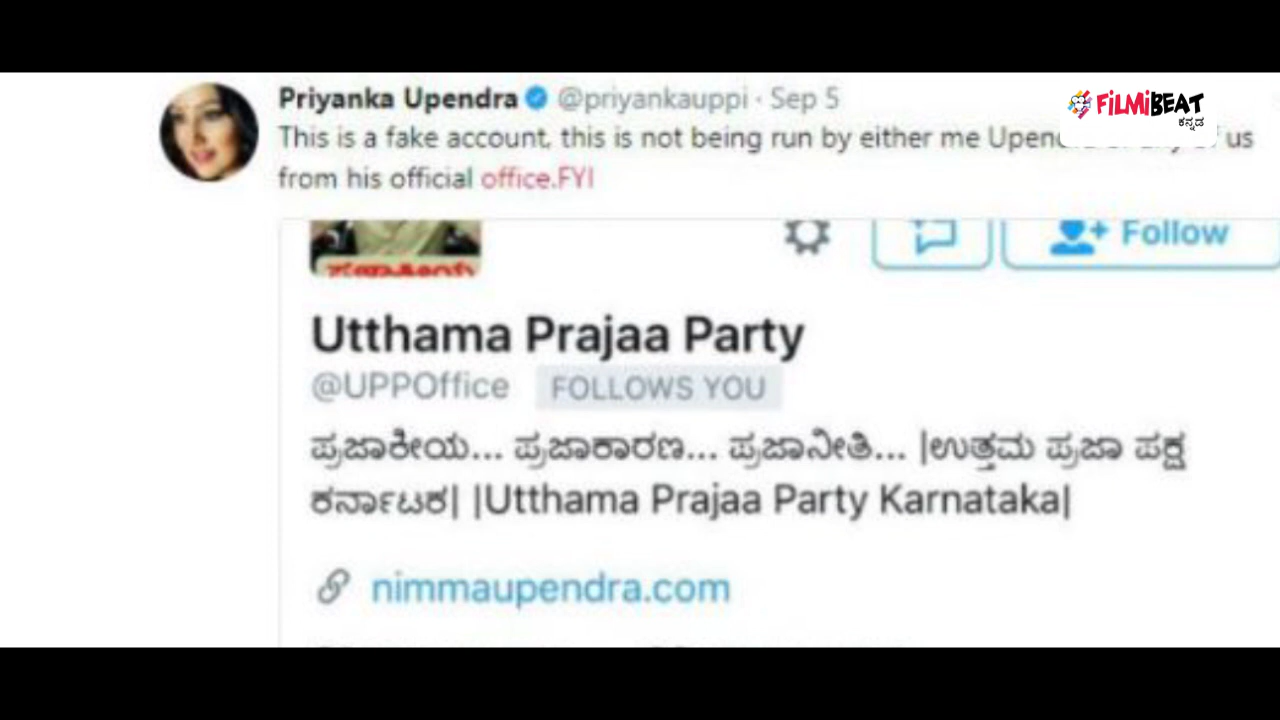 Priyanka Upendra @priyankauppi · Sep 5
FiLMiBEAT
ಕನ್ನಡ
This is a fake account, this is not being run by either me us
from his official office.FYI
Follow
Utthama Prajaa Party
@UPPOffice FOLLOWS YOU
ಪ್ರಜಾಕೀಯ... ಪ್ರಜಾಕಾರಣ... ಪ್ರಜಾನೀತಿ... |ಉತ್ತಮ ಪ್ರಜಾ ಪಕ್ಷ
ಕರ್ನಾಟಕ| |Utthama Prajaa Party Karnataka|
nimmaupendra.com